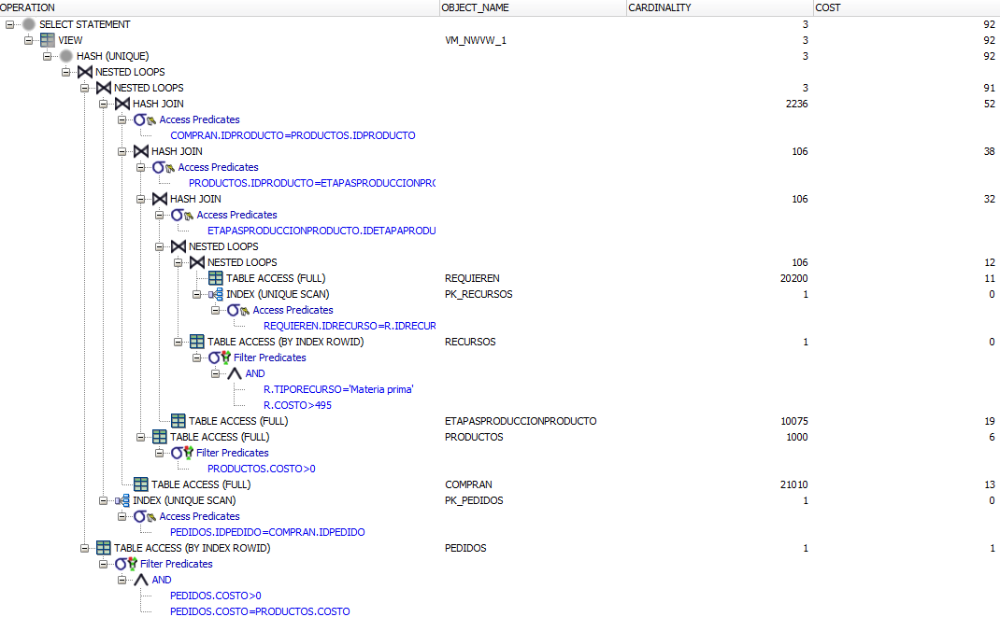 OPERATION OBJECT_NAME CARDINALITY COST
SELECT STATEMENT 3 92
VIEW VM_NWVW_1 3 92
HASH (UNIQUE) 3 92
NESTED LOOPS
NESTED LOOPS 3 91
HASH JOIN 2236 52
Access Predicates
COMPRAN.IDPRODUCTO=PRODUCTOS.IDPRODUCTO
HASH JOIN 106 38
Access Predicates
PRODUCTOS.IDPRODUCTO=ETAPASPRODUCCIONPRO
HASH JOIN 106 32
Access Predicates
ETAPASPRODUCCIONPRODUCTO.IDETAPAPRODU
NESTED LOOPS
NESTED LOOPS 106 12
TABLE ACCESS (FULL) REQUIEREN 20200 11
INDEX (UNIQUE SCAN) PK_RECURSOS 1 0
Access Predicates
REQUIEREN.IDRECURSO=R.IDRECUR
TABLE ACCESS (BY INDEX ROWID) RECURSOS 1 0
Filter Predicates
AND
R.TIPORECURSO='Materia prima'
R.COSTO>495
TABLE ACCESS (FULL) ETAPASPRODUCCIONPRODUCTO 10075 19
TABLE ACCESS (FULL) PRODUCTOS 1000 6
Filter Predicates
PRODUCTOS.COSTO>0
TABLE ACCESS (FULL) COMPRAN 21010 13
INDEX (UNIQUE SCAN) PK_PEDIDOS 1 0
Access Predicates
PEDIDOS.IDPEDIDO=COMPRAN.IDPEDIDO
TABLE ACCESS (BY INDEX ROWID) PEDIDOS 1 1
Filter Predicates
AND
PEDIDOS.COSTO>0
PEDIDOS.COSTO=PRODUCTOS.COSTO